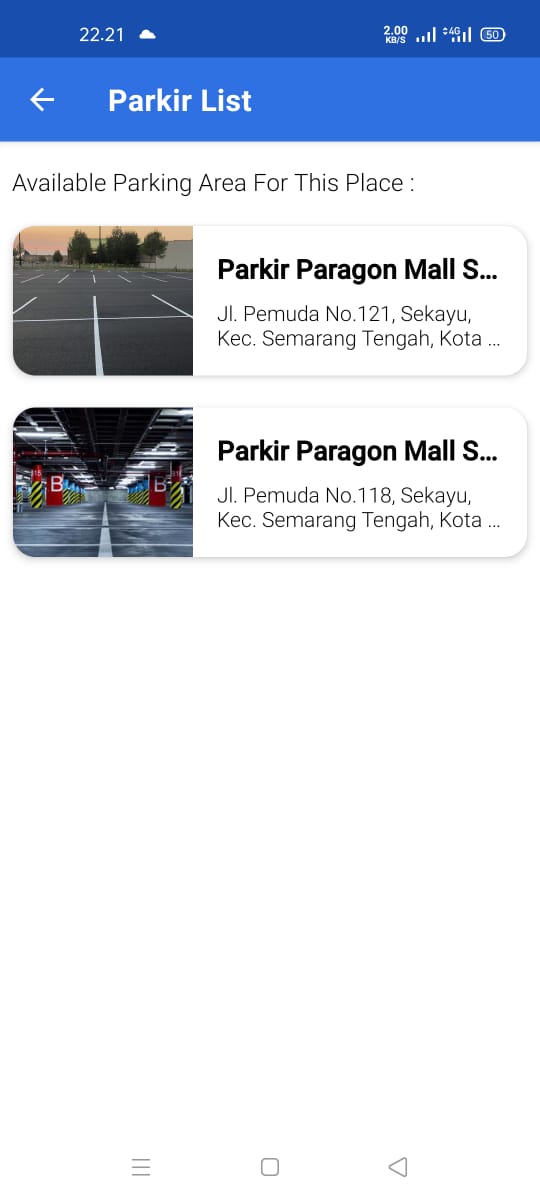 22.21
2.00
KB/S
4G
50
Parkir List
Available Parking Area For This Place :
Parkir Paragon Mall S...
Jl. Pemuda No.121, Sekayu,
Kec. Semarang Tengah, Kota ...
Parkir Paragon Mall S...
Jl. Pemuda No.118, Sekayu,
Kec. Semarang Tengah, Kota ...
B
B